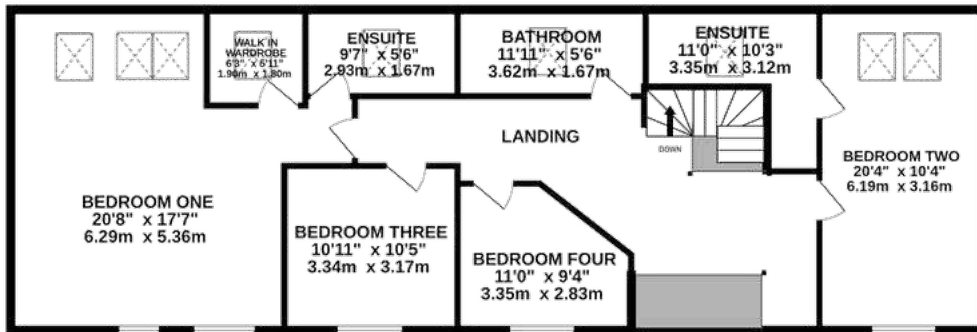 WALK IN
WARDROBE
6'3" x 5'11"
1.90m x 1.80m
ENSUITE
9'7" x 5'6"
2.93m x 1.67m
BATHROOM
11'11" x 5'6"
3.62m x 1.67m
ENSUITE
11'0" x 10'3"
3.35m x 3.12m
LANDING
DOWN
BEDROOM TWO
20'4" x 10'4"
6.19m x 3.16m
BEDROOM ONE
20'8" x 17'7"
6.29m x 5.36m
BEDROOM THREE
10'11" x 10'5"
3.34m x 3.17m
BEDROOM FOUR
11'0" x 9'4"
3.35m x 2.83m